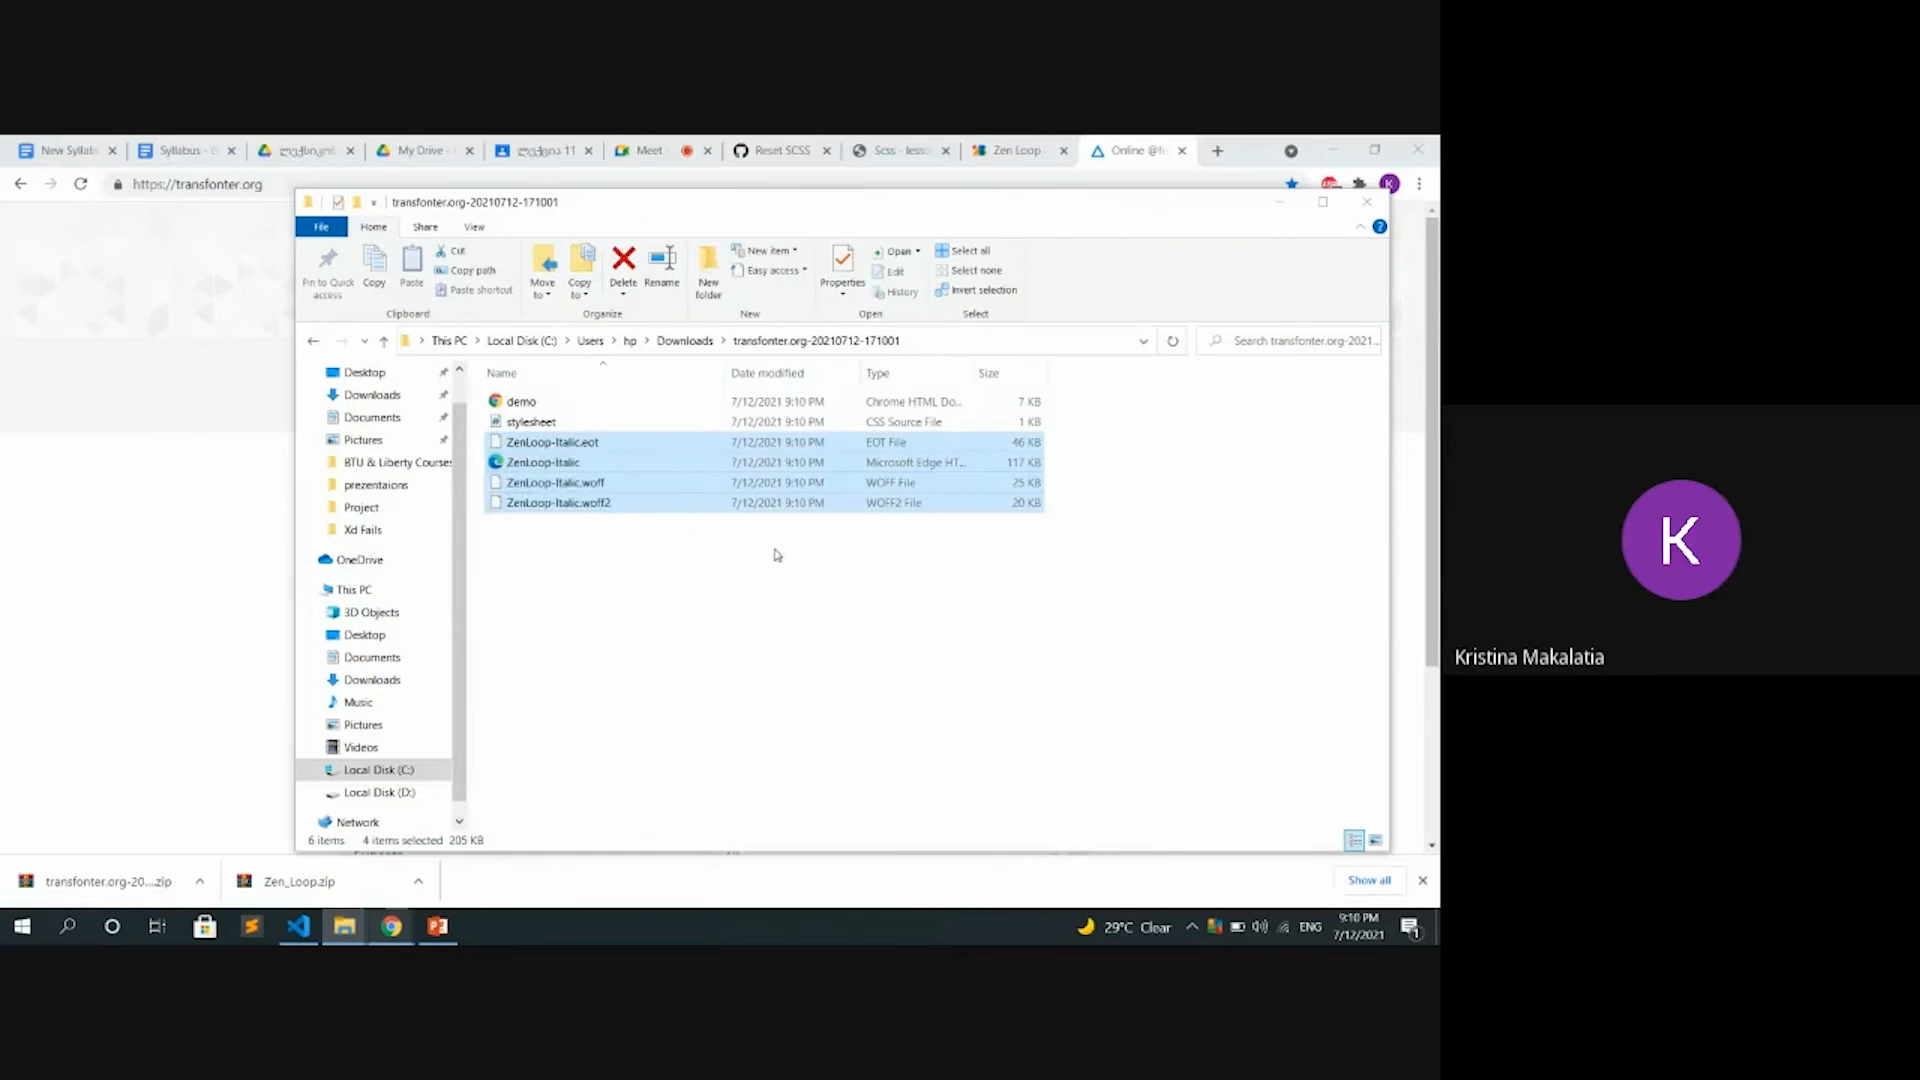 New Syllab
Syllabus - E
ლექსიკონ
My Drive -
ლექცია 11
Meet -
Reset SCSS
Scss - lesso
Zen Loop -
Online @fo
https://transfonter.org
K
transfonter.org-20210712-171001
File
Home
Share
View
Pin to Quick access
Copy
Paste
Cut
Copy path
Paste shortcut
Clipboard
Move to
Copy to
Delete
Rename
Organize
New folder
New item
Easy access
New
Properties
Open
Edit
History
Open
Select all
Select none
Invert selection
Select
This PC > Local Disk (C:) > Users > hp > Downloads > transfonter.org-20210712-171001
Search transfonter.org-2021...
Desktop
Downloads
Documents
Pictures
BTU & Liberty Courses
prezentaions
Project
Xd Fails
OneDrive
This PC
3D Objects
Desktop
Documents
Downloads
Music
Pictures
Videos
Local Disk (C:)
Local Disk (D:)
Network
Name Date modified Type Size
demo 7/12/2021 9:10 PM Chrome HTML Do... 7 KB
stylesheet 7/12/2021 9:10 PM CSS Source File 1 KB
ZenLoop-Italic.eot 7/12/2021 9:10 PM EOT File 46 KB
ZenLoop-Italic 7/12/2021 9:10 PM Microsoft Edge HT... 117 KB
ZenLoop-Italic.woff 7/12/2021 9:10 PM WOFF File 25 KB
ZenLoop-Italic.woff2 7/12/2021 9:10 PM WOFF2 File 20 KB
6 items 4 items selected 205 KB
transfonter.org-20....zip
Zen_Loop.zip
Show all
29°C Clear
ENG
9:10 PM
7/12/2021
1
K
Kristina Makalatia